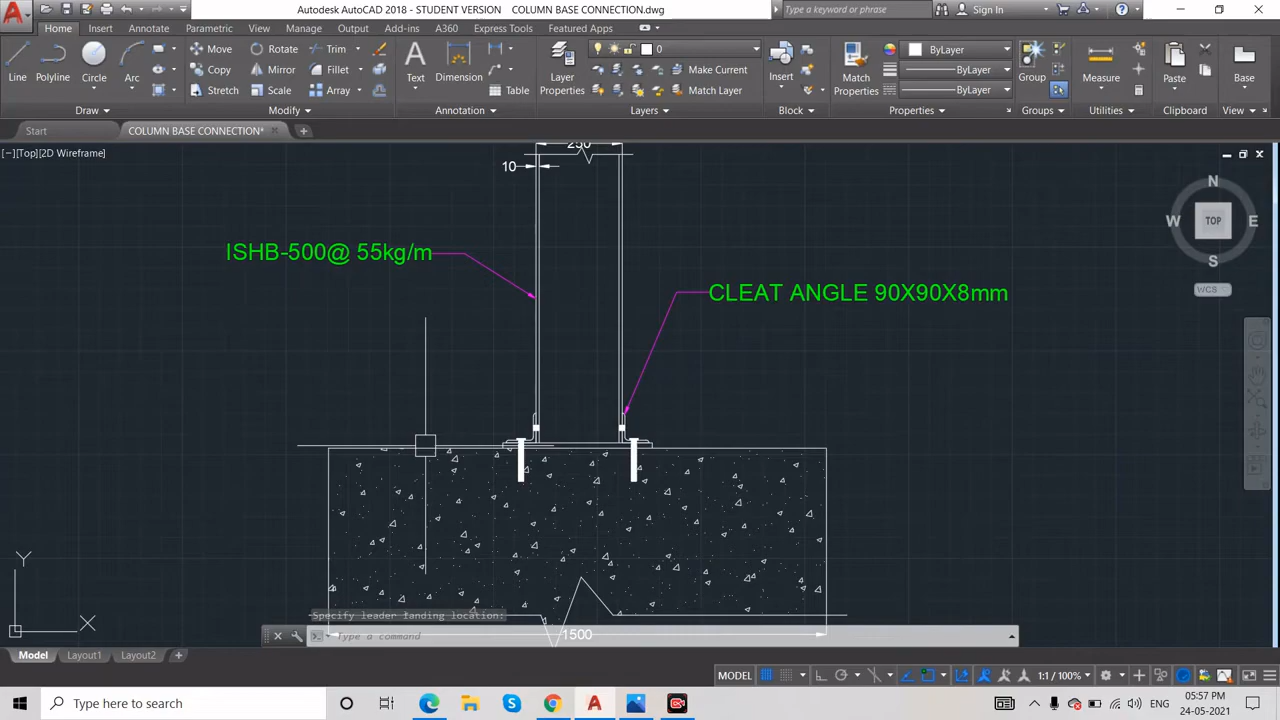 Autodesk AutoCAD 2018 - STUDENT VERSION COLUMN BASE CONNECTION.dwg
Type a keyword or phrase
Sign In
Home Insert Annotate Parametric View Manage Output Add-ins A360 Express Tools Featured Apps
Line Polyline Circle Arc
Move Rotate Trim
Copy Mirror Fillet
Stretch Scale Array
Text Dimension Table
Layer Properties
0
Make Current
Match Layer
Insert
Match Properties
ByLayer
ByLayer
ByLayer
Group
Measure
Paste
Base
Draw Modify Annotation Layers Block Properties Groups Utilities Clipboard View
Start COLUMN BASE CONNECTION*
[−][Top][2D Wireframe]
250
10
N
W TOP E
S
WCS
ISHB-500@ 55kg/m
CLEAT ANGLE 90X90X8mm
Y
X
Specify leader landing location:
Type a command
1500
Model Layout1 Layout2
MODEL 1:1 / 100%
Type here to search
ENG
05:57 PM
24-05-2021